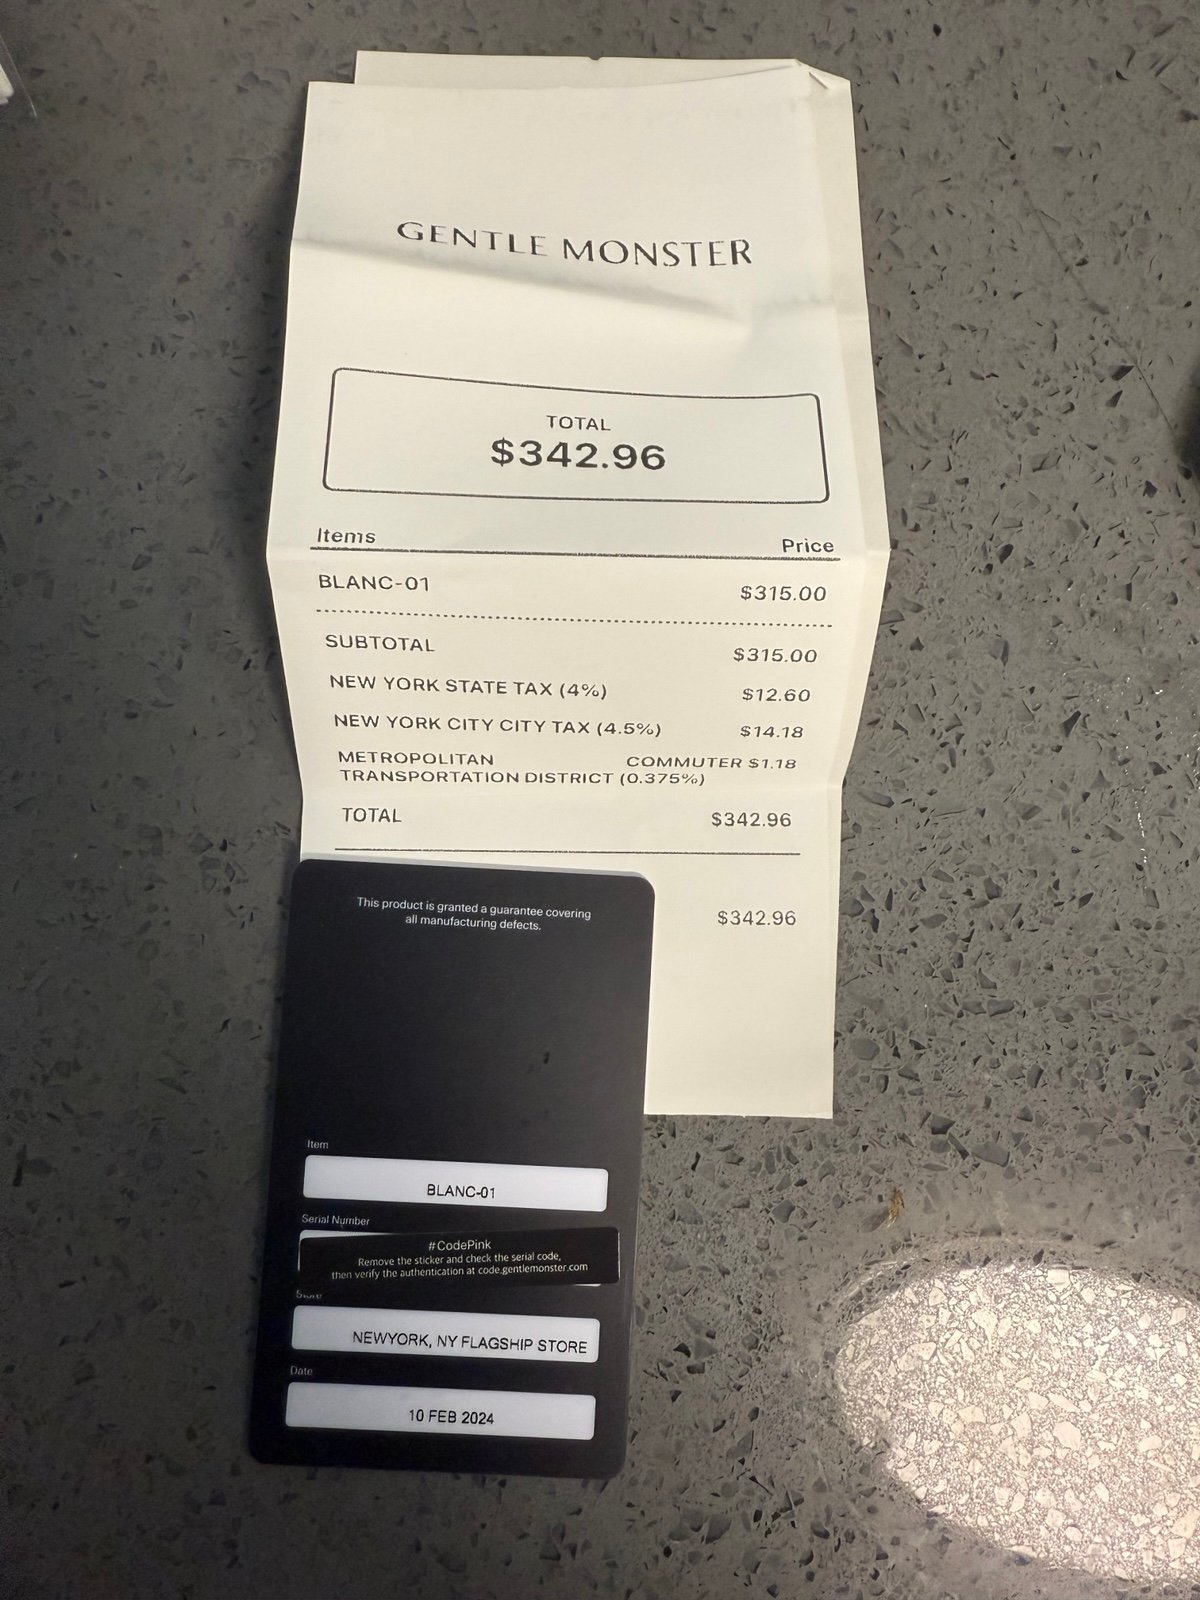 GENTLE MONSTER
TOTAL
$342.96
Items Price
BLANC-01 $315.00
SUBTOTAL $315.00
NEW YORK STATE TAX (4%) $12.60
NEW YORK CITY CITY TAX (4.5%) $14.18
METROPOLITAN COMMUTER $1.18
TRANSPORTATION DISTRICT (0.375%)
TOTAL $342.96
$342.96
This product is granted a guarantee covering
all manufacturing defects.
Item
BLANC-01
Serial Number
#CodePink
Remove the sticker and check the serial code,
then verify the authentication at code.gentlemonster.com
Store
NEWYORK, NY FLAGSHIP STORE
Date
10 FEB 2024